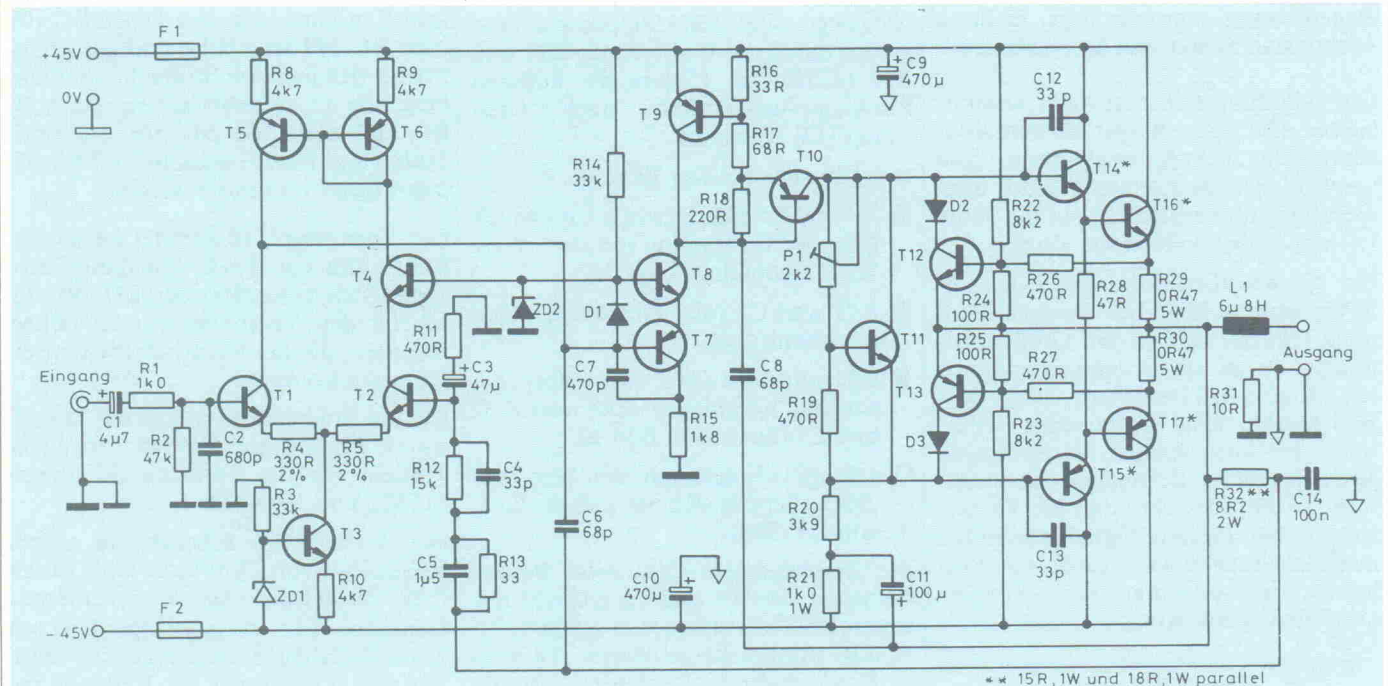 +45V
F1
0V
R8
4k7
R9
4k7
T5
T6
R14
33k
T9
R16
33R
R17
68R
T10
R18
220R
+
C9
470µ
C12
33p
T14*
D2
R22
8k2
T16*
P1
2k2
T12
R26
470R
R28
47R
R29
0R47
5W
L1
6µ8H
T4
ZD2
D1
T8
T7
R11
470R
+
C3
47µ
C7
470p
C8
68p
T11
R24
100R
R25
100R
R27
470R
R30
0R47
5W
Ausgang
Eingang
R1
1k0
+
C1
4µ7
R2
47k
C2
680p
T1
T2
R4
330R
2%
R5
330R
2%
R12
15k
C4
33p
R15
1k8
R19
470R
T13
D3
R23
8k2
T17*
T15*
R31
10R
R3
33k
T3
ZD1
R10
4k7
C5
1µ5
R13
33
C6
68p
C10
470µ
+
R20
3k9
R21
1k0
1W
C11
100µ
+
C13
33p
R32**
8R2
2W
C14
100n
F2
-45V
** 15R,1W und 18R,1W parallel